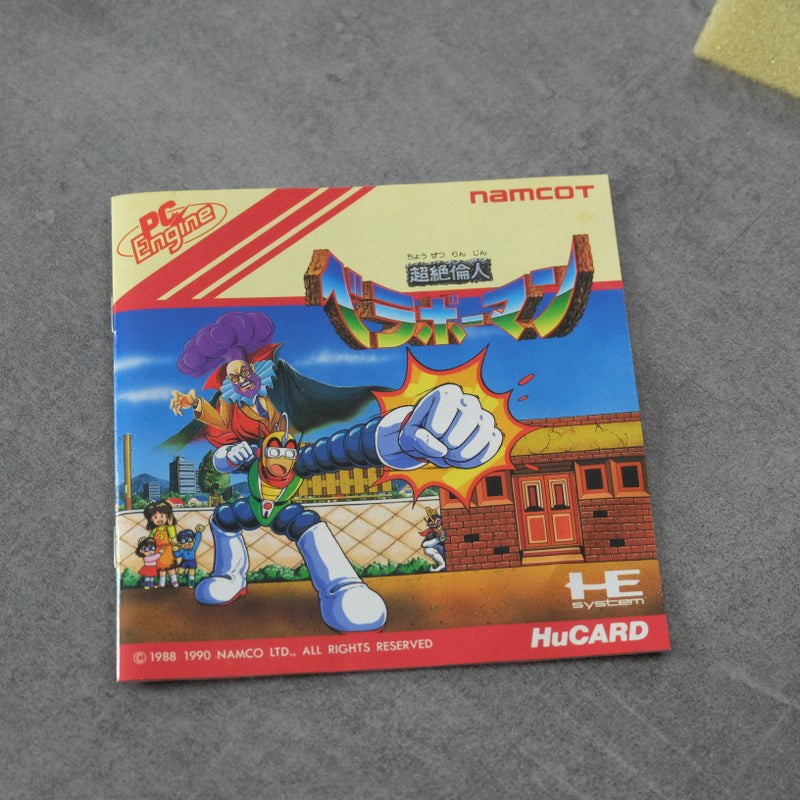 PC Engine
namcoT
ちょう ぜつ りん じん
超絶倫人
ベラボーマン
HE
system
HuCARD
© 1988 1990 NAMCO LTD., ALL RIGHTS RESERVED